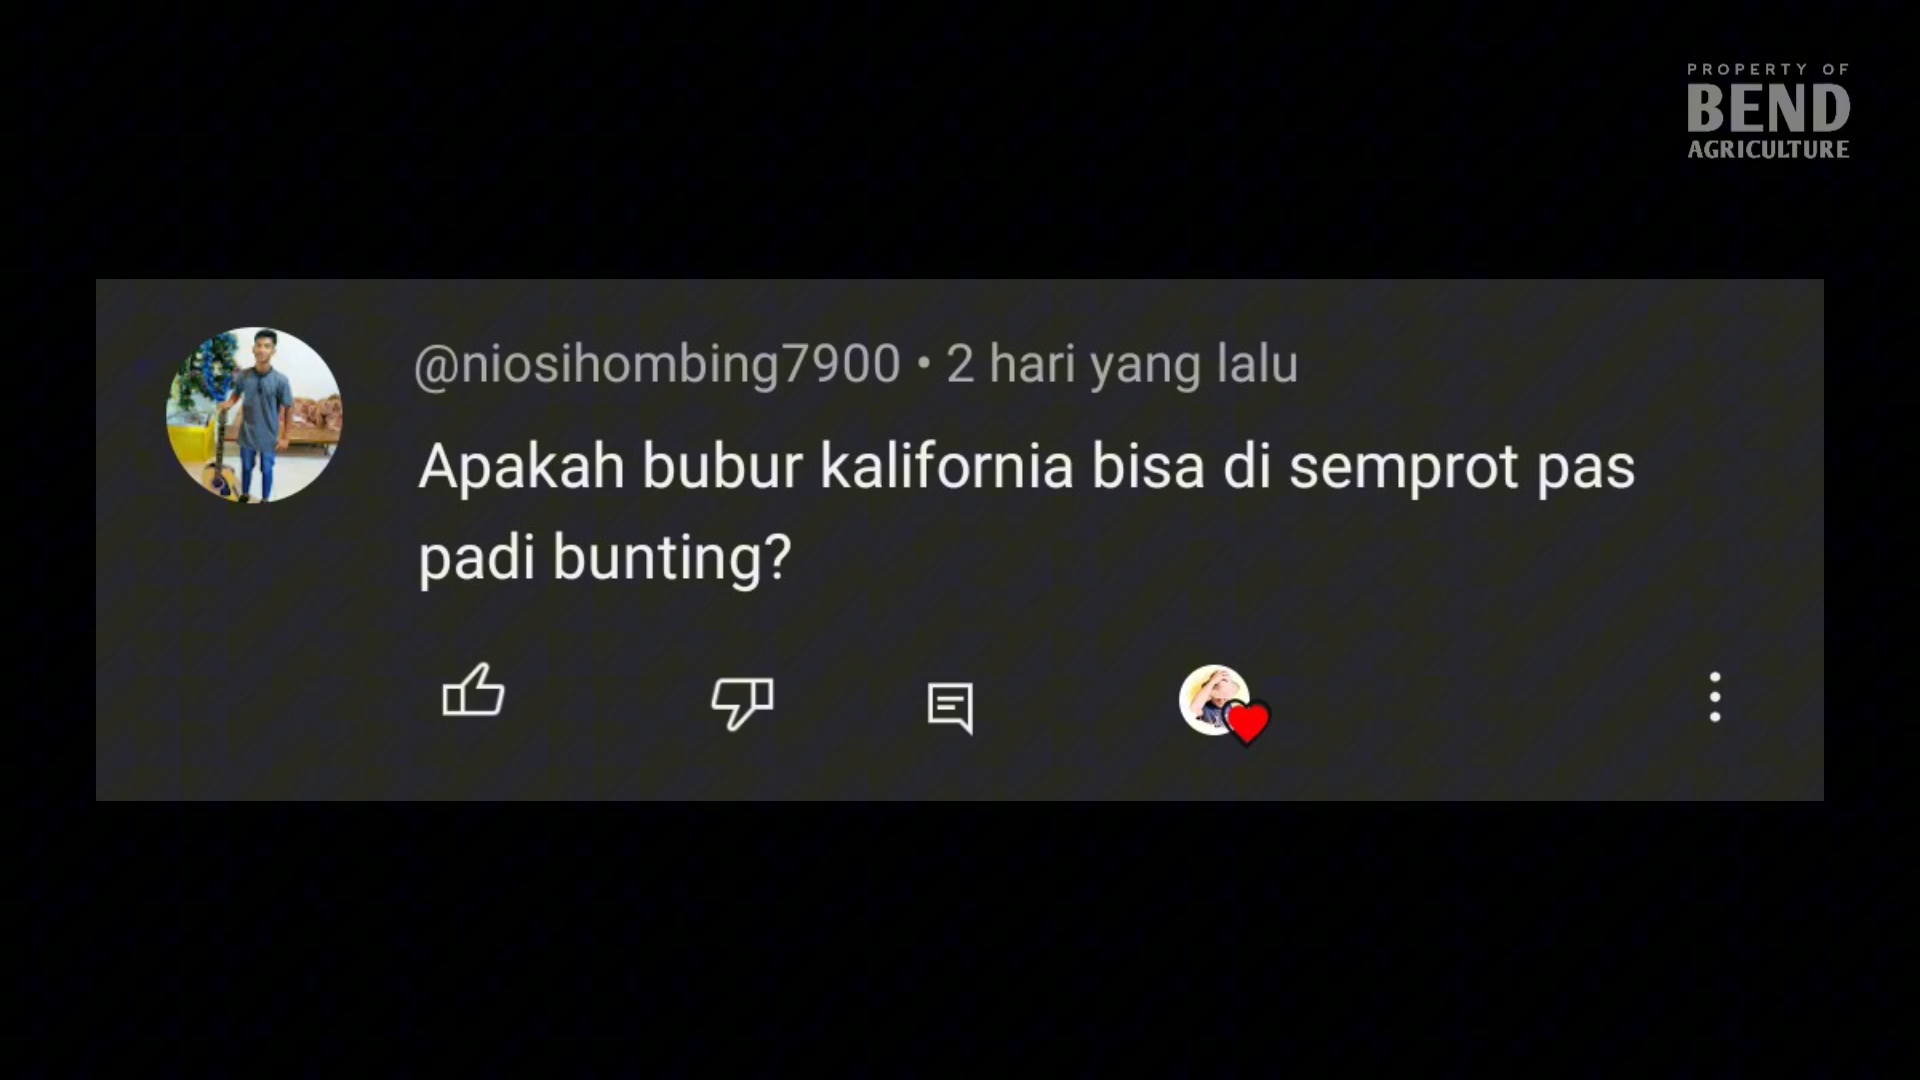 PROPERTY OF
BEND
AGRICULTURE
@niosihombing7900 • 2 hari yang lalu
Apakah bubur kalifornia bisa di semprot pas
padi bunting?